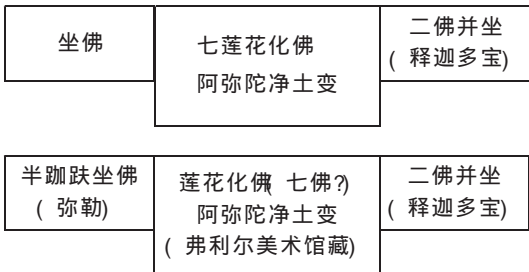 坐佛
七莲花化佛
阿弥陀净土变
二佛并坐
( 释迦多宝)
半跏趺坐佛
( 弥勒)
莲花化佛( 七佛?)
阿弥陀净土变
( 弗利尔美术馆藏)
二佛并坐
( 释迦多宝)